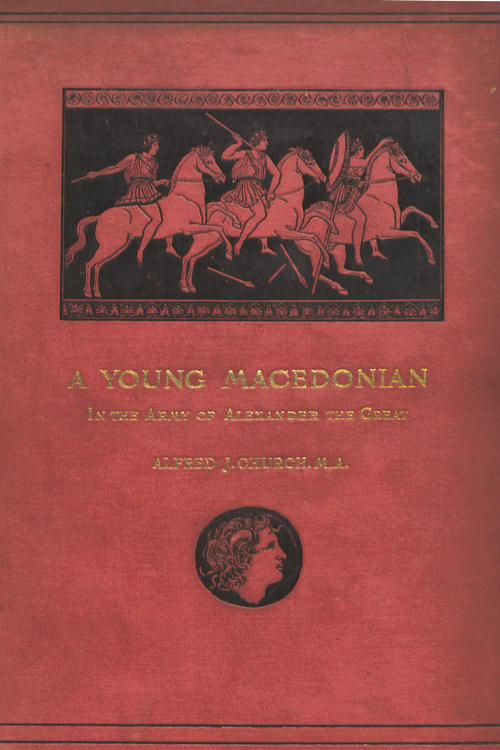 A YOUNG MACEDONIAN
IN THE ARMY OF ALEXANDER THE GREAT
ALFRED J. CHURCH, M.A.